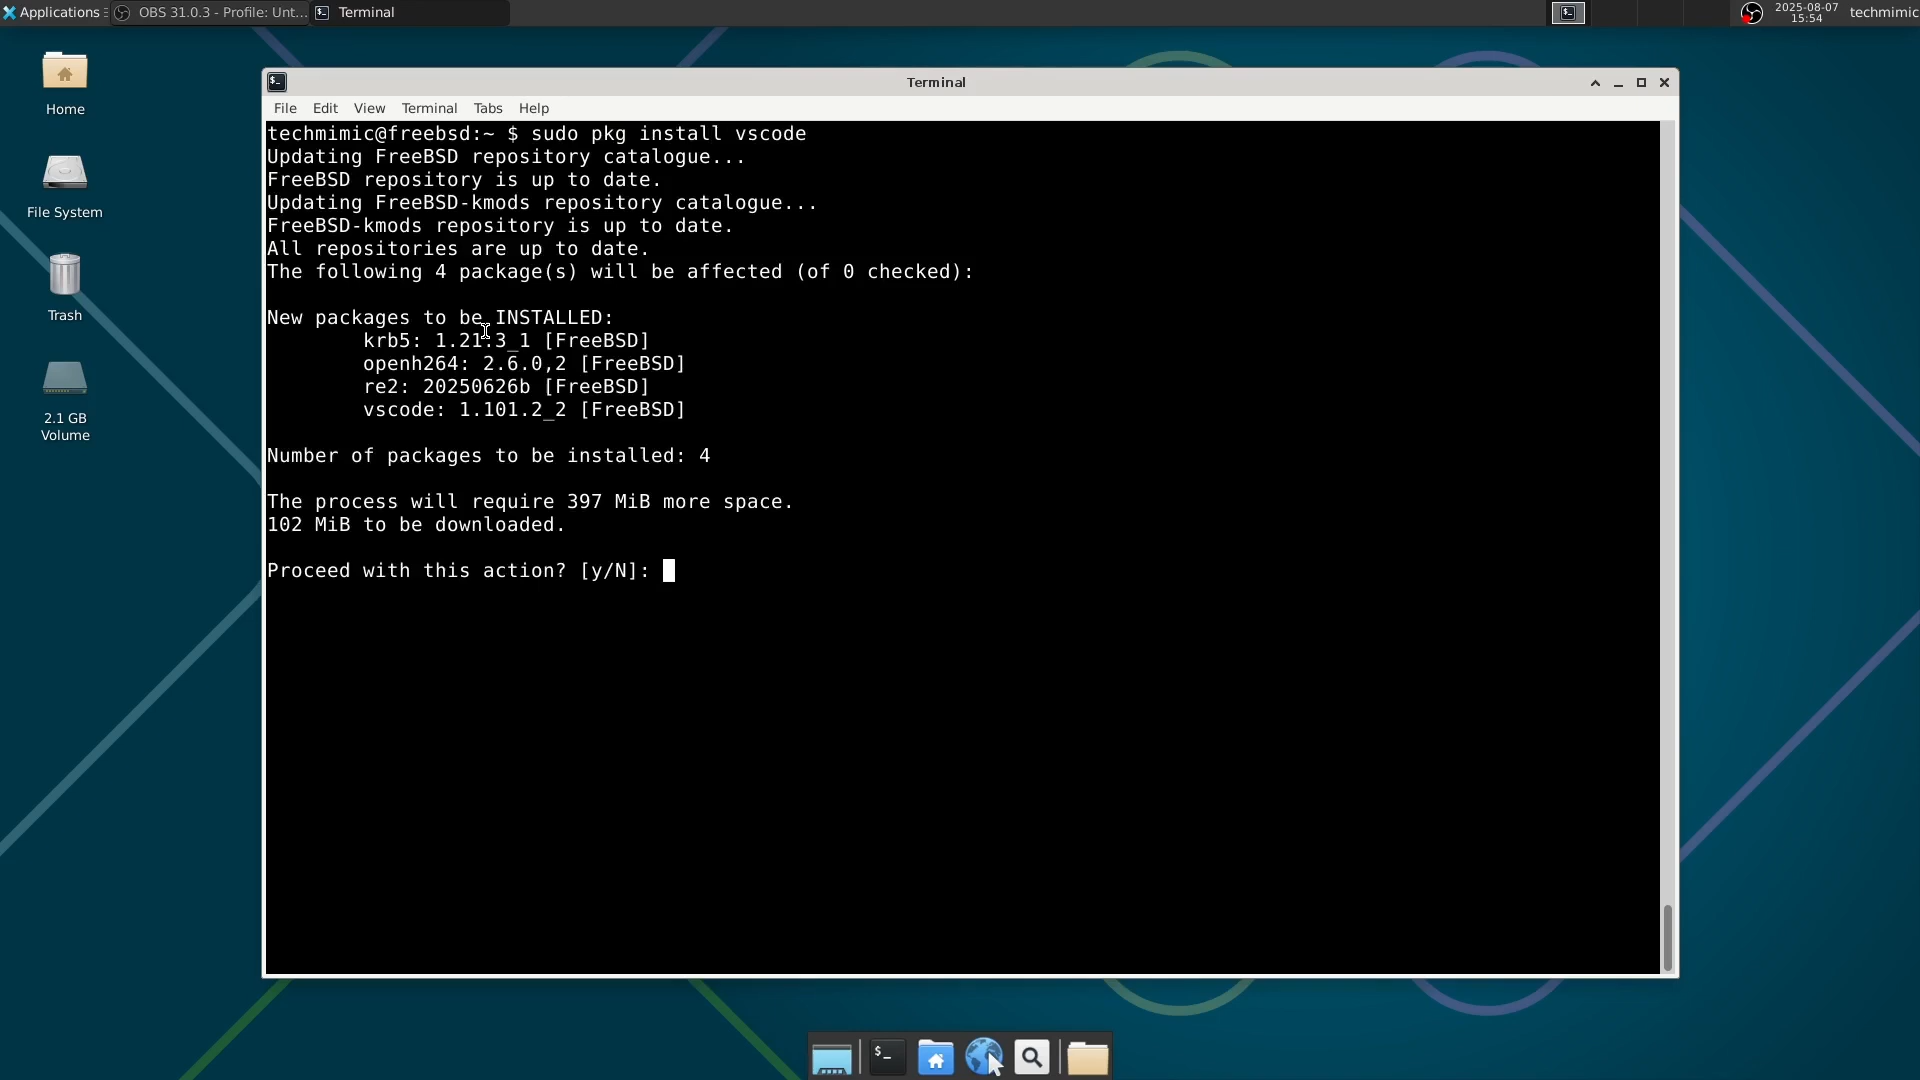 Applications
OBS 31.0.3 - Profile: Unt...
Terminal
2025-08-07
15:54
techmimic
Home
File System
Trash
2.1 GB
Volume
Terminal
File Edit View Terminal Tabs Help
techmimic@freebsd:~ $ sudo pkg install vscode
Updating FreeBSD repository catalogue...
FreeBSD repository is up to date.
Updating FreeBSD-kmods repository catalogue...
FreeBSD-kmods repository is up to date.
All repositories are up to date.
The following 4 package(s) will be affected (of 0 checked):
New packages to be INSTALLED:
krb5: 1.21.3_1 [FreeBSD]
openh264: 2.6.0,2 [FreeBSD]
re2: 20250626b [FreeBSD]
vscode: 1.101.2_2 [FreeBSD]
Number of packages to be installed: 4
The process will require 397 MiB more space.
102 MiB to be downloaded.
Proceed with this action? [y/N]: